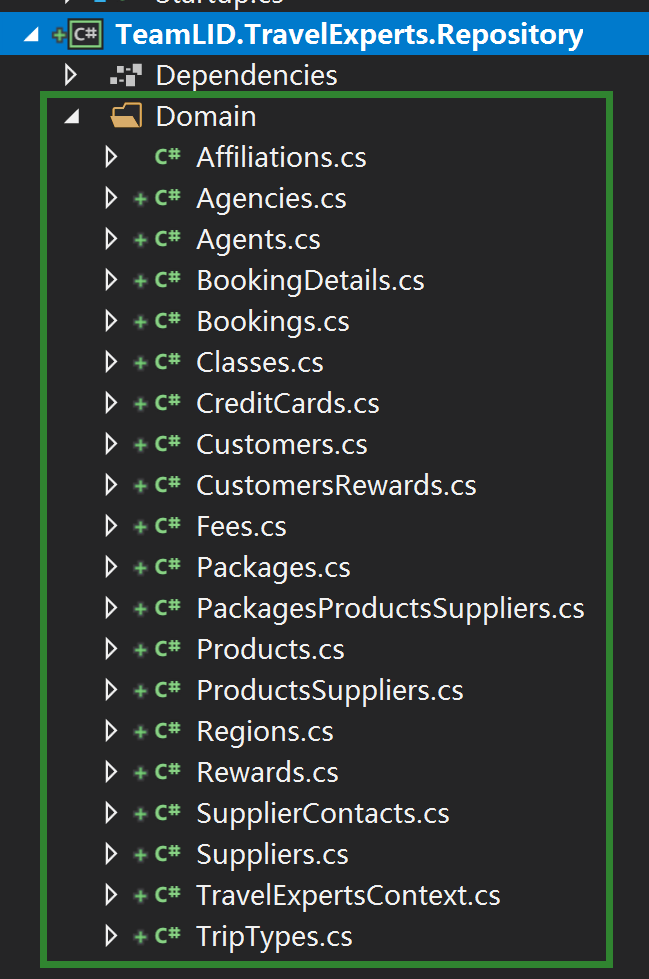 Startup.cs
+ C# TeamLID.TravelExperts.Repository
Dependencies
Domain
C# Affiliations.cs
+ C# Agencies.cs
+ C# Agents.cs
+ C# BookingDetails.cs
+ C# Bookings.cs
+ C# Classes.cs
+ C# CreditCards.cs
+ C# Customers.cs
+ C# CustomersRewards.cs
+ C# Fees.cs
+ C# Packages.cs
+ C# PackagesProductsSuppliers.cs
+ C# Products.cs
+ C# ProductsSuppliers.cs
+ C# Regions.cs
+ C# Rewards.cs
+ C# SupplierContacts.cs
+ C# Suppliers.cs
+ C# TravelExpertsContext.cs
+ C# TripTypes.cs